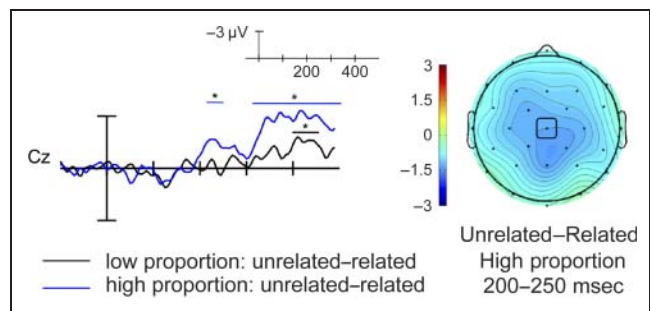 −3 µV
200 400
*
*
*
Cz
low proportion: unrelated–related
high proportion: unrelated–related
3
1.5
0
−1.5
−3
Unrelated–Related
High proportion
200–250 msec